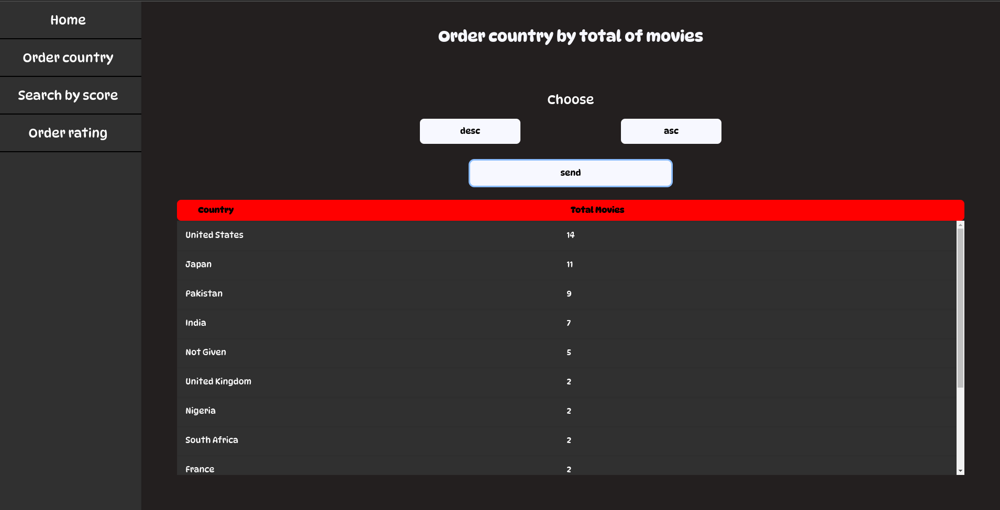 Home
Order country
Search by score
Order rating
Order country by total of movies
Choose
desc asc
send
Country Total Movies
United States 14
Japan 11
Pakistan 9
India 7
Not Given 5
United Kingdom 2
Nigeria 2
South Africa 2
France 2